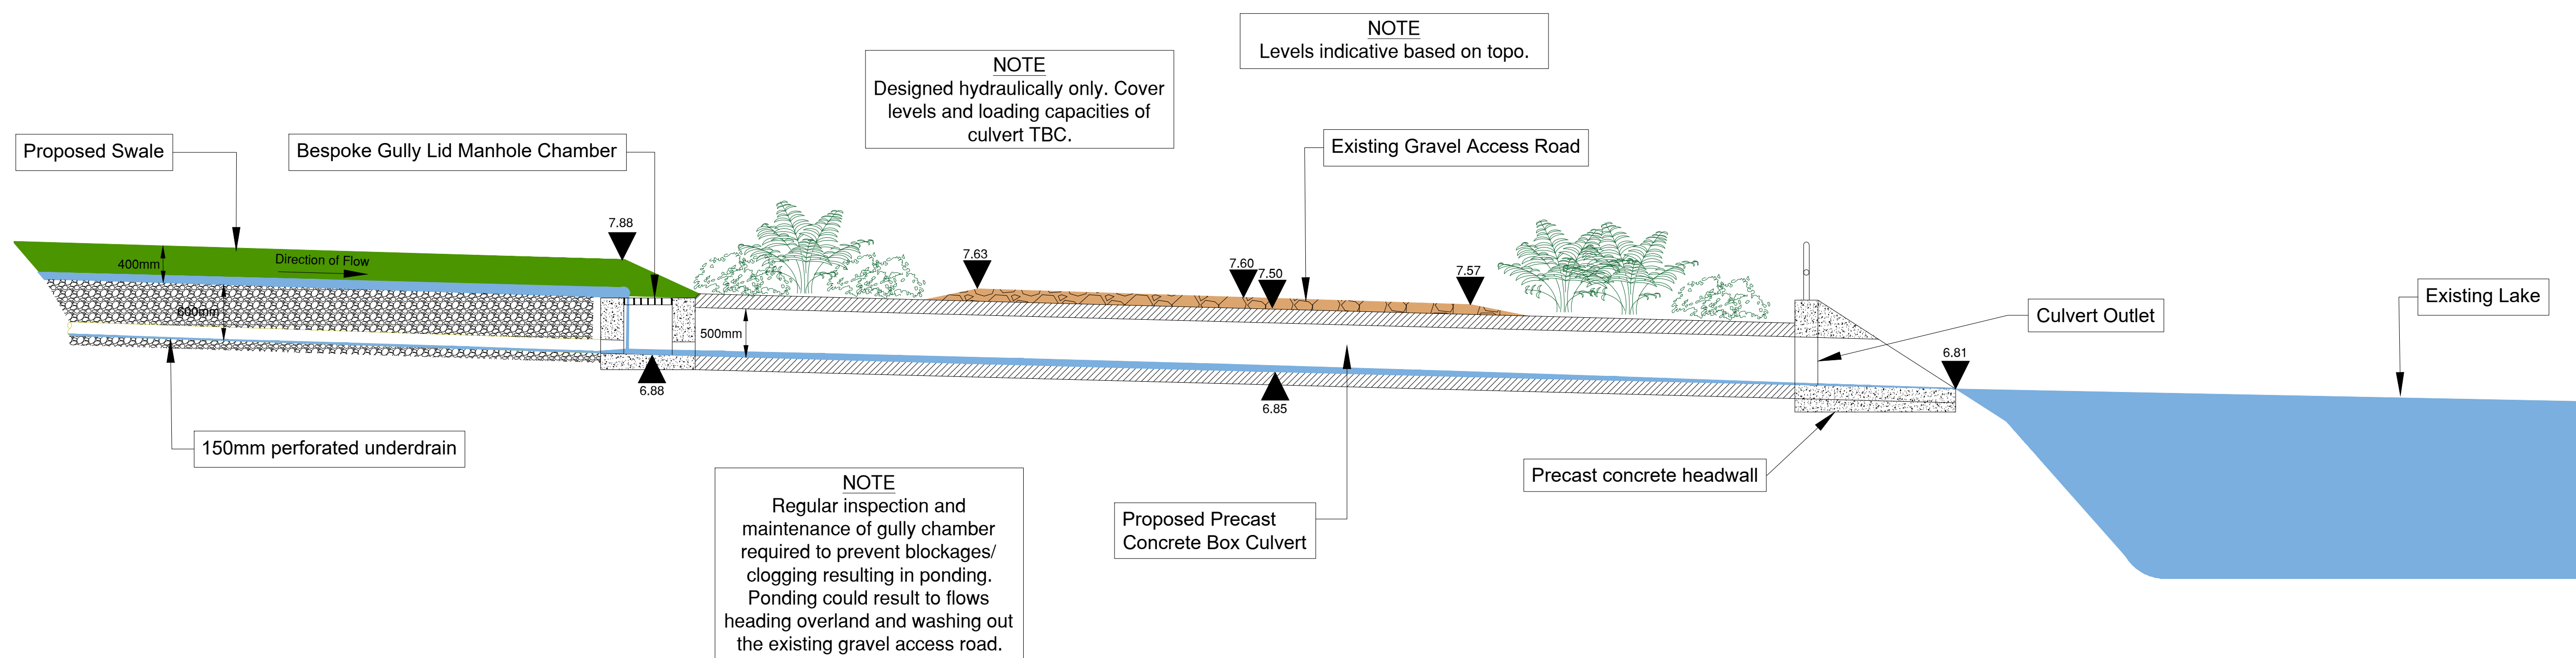 NOTE
Levels indicative based on topo.
NOTE
Designed hydraulically only. Cover
levels and loading capacities of
culvert TBC.
Proposed Swale
Bespoke Gully Lid Manhole Chamber
Existing Gravel Access Road
7.88
400mm
Direction of Flow
600mm
7.63
7.60
7.50
7.57
500mm
6.88
6.85
6.81
Culvert Outlet
Existing Lake
150mm perforated underdrain
Precast concrete headwall
Proposed Precast
Concrete Box Culvert
NOTE
Regular inspection and
maintenance of gully chamber
required to prevent blockages/
clogging resulting in ponding.
Ponding could result to flows
heading overland and washing out
the existing gravel access road.